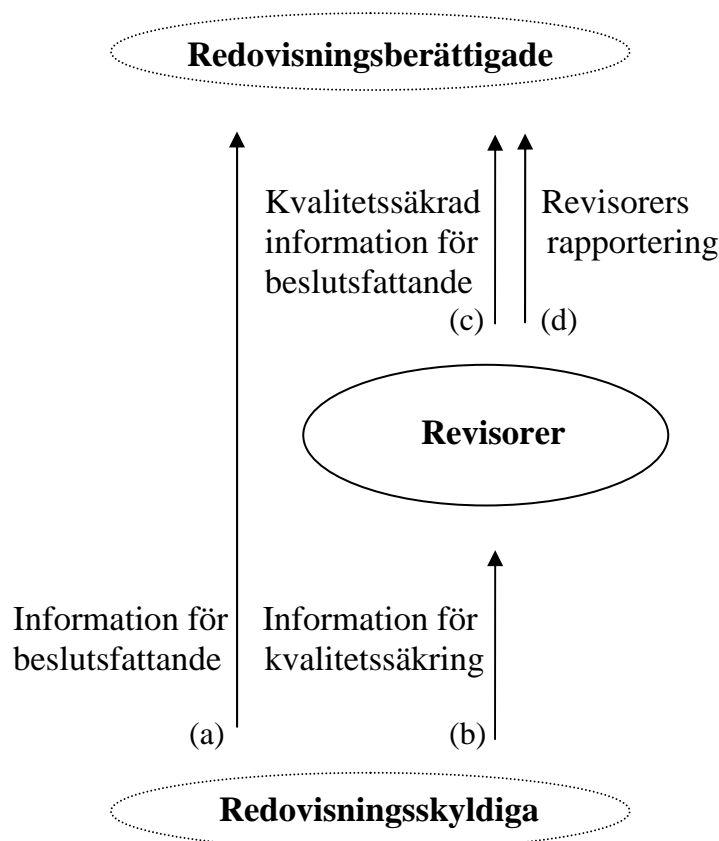 Redovisningsberättigade
Kvalitetssäkrad
information för
beslutsfattande
(c)
Revisorers
rapportering
(d)
Revisorer
Information för
beslutsfattande
(a)
Information för
kvalitetssäkring
(b)
Redovisningsskyldiga